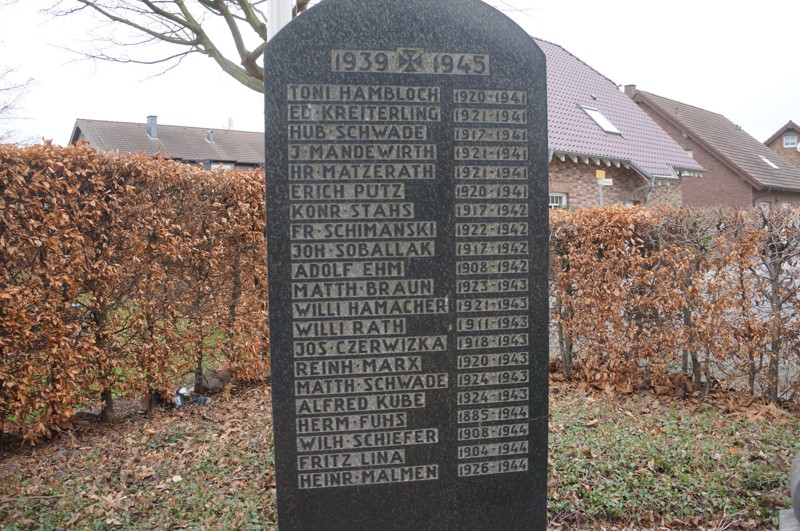 1939 1945
TONI HAMBLOCH 1920-1941
ED·KREITERLING 1921-1941
HUB·SCHWADE 1917-1941
J·MANDEWIRTH 1921-1941
HR·MATZERATH 1921-1941
ERICH PÜTZ 1920-1941
KONR·STAHS 1917-1942
FR·SCHIMANSKI 1922-1942
JOH·SOBALLAK 1917-1942
ADOLF EHM 1908-1942
MATTH·BRAUN 1923-1943
WILLI HAMACHER 1921-1943
WILLI RATH 1911-1943
JOS·CZERWIZKA 1918-1943
REINH·MARX 1920-1943
MATTH·SCHWADE 1924-1943
ALFRED KUBE 1924-1943
HERM·FUHS 1885-1944
WILH·SCHIEFER 1908-1944
FRITZ LINA 1904-1944
HEINR·MALMEN 1926-1944